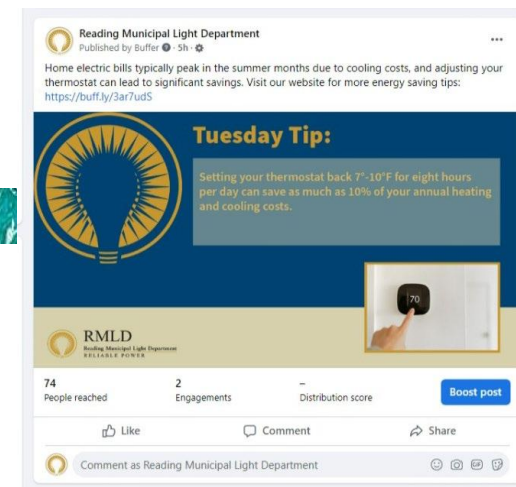 Reading Municipal Light Department
Published by Buffer · 5h ·
Home electric bills typically peak in the summer months due to cooling costs, and adjusting your
thermostat can lead to significant savings. Visit our website for more energy saving tips:
https://buff.ly/3ar7udS
Tuesday Tip:
Setting your thermostat back 7°-10°F for eight hours
per day can save as much as 10% of your annual heating
and cooling costs.
70
RMLD
Reading Municipal Light Department
RELIABLE POWER
74
People reached
2
Engagements
–
Distribution score
Boost post
Like
Comment
Share
Comment as Reading Municipal Light Department
GIF